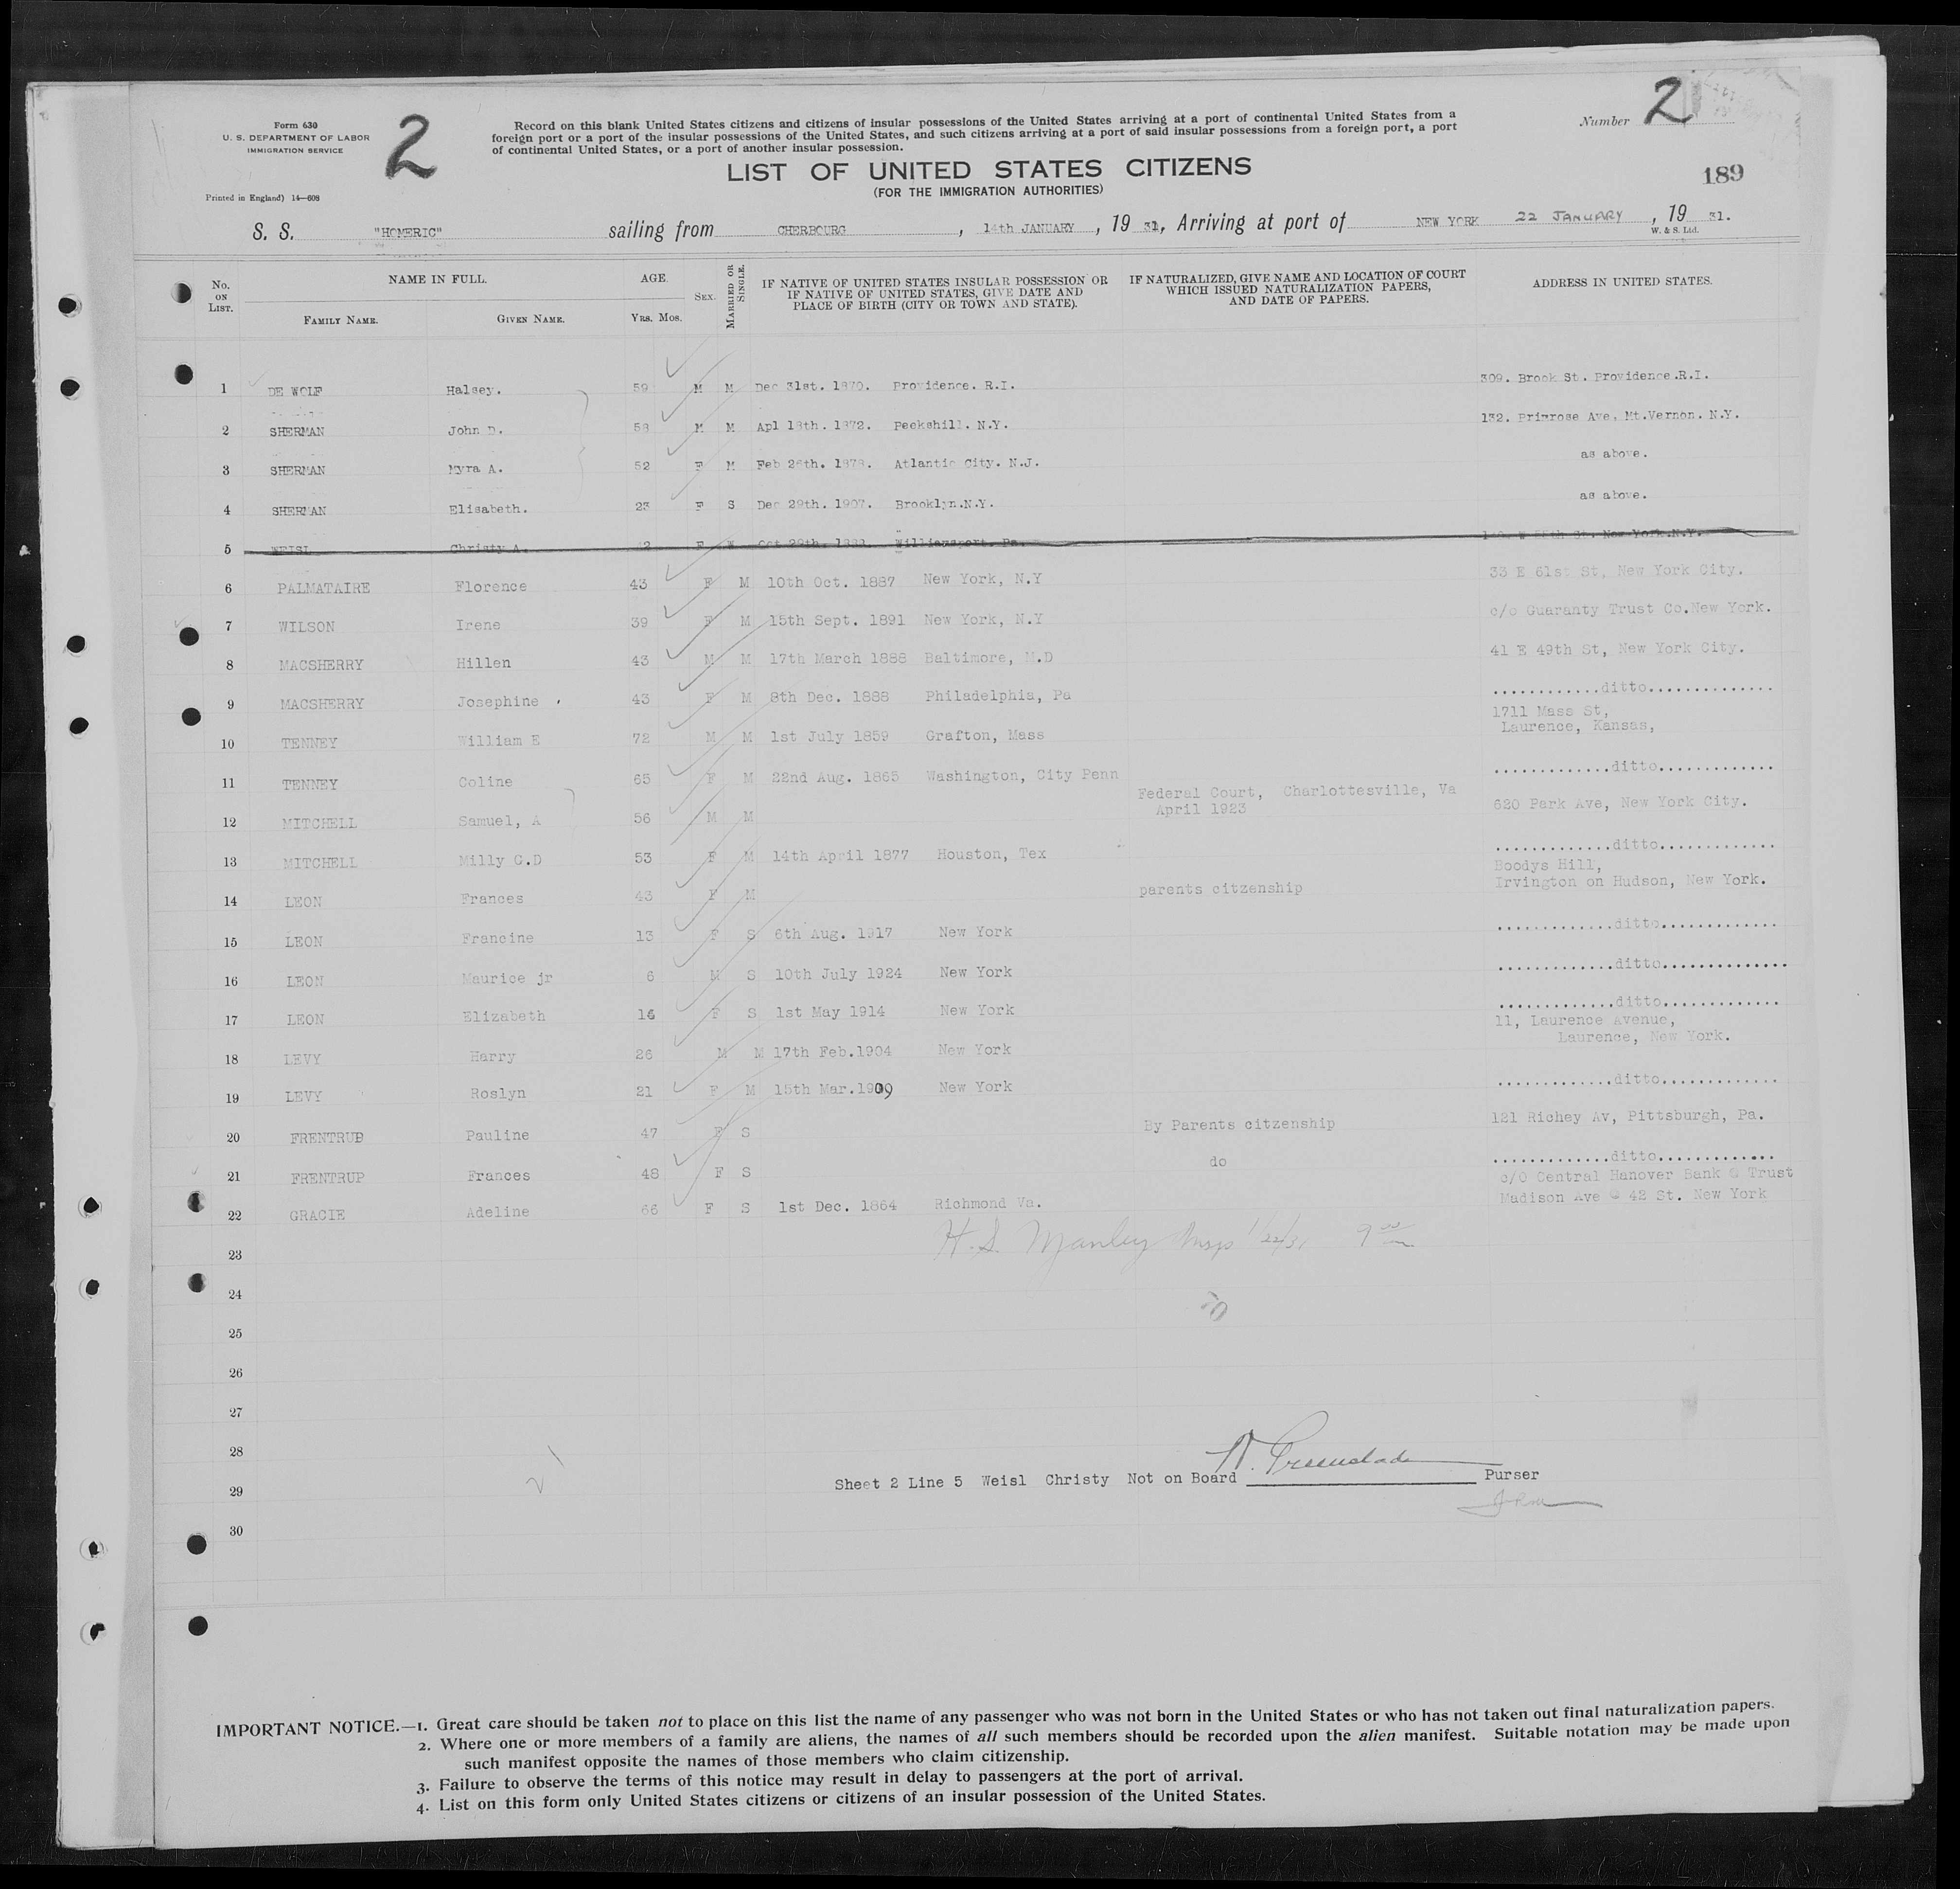 Form 630
U. S. DEPARTMENT OF LABOR
IMMIGRATION SERVICE
Printed in England) 14—608
2
Record on this blank United States citizens and citizens of insular possessions of the United States arriving at a port of continental United States from a
foreign port or a port of the insular possessions of the United States, and such citizens arriving at a port of said insular possessions from a foreign port, a port
of continental United States, or a port of another insular possession.
Number 2
LIST OF UNITED STATES CITIZENS
(FOR THE IMMIGRATION AUTHORITIES)
189
S. S. "HOMERIC" sailing from CHERBOURG, 14th JANUARY, 19 31, Arriving at port of NEW YORK 22 JANUARY, 19 31.
W. & S. Ltd.
No. ON LIST. NAME IN FULL. AGE. SEX. MARRIED OR SINGLE. IF NATIVE OF UNITED STATES INSULAR POSSESSION OR IF NATIVE OF UNITED STATES, GIVE DATE AND PLACE OF BIRTH (CITY OR TOWN AND STATE). IF NATURALIZED, GIVE NAME AND LOCATION OF COURT WHICH ISSUED NATURALIZATION PAPERS, AND DATE OF PAPERS. ADDRESS IN UNITED STATES.
FAMILY NAME. GIVEN NAME. YRS. MOS.
1 DE WOLF Halsey. 59 M M Dec 31st. 1870. Providence. R.I. 309. Brook St. Providence.R.I.
2 SHERMAN John D. 58 M M Apl 18th. 1872. Peekshill. N.Y. 132. Primrose Ave. Mt.Vernon. N.Y.
3 SHERMAN Myra A. 52 F M Feb 26th. 1878. Atlantic City. N.J. as above.
4 SHERMAN Elisabeth. 23 F S Dec 29th. 1907. Brooklyn.N.Y. as above.
5 WEISL Christy A. 42 F W Oct 29th. 1888. Williamsport. Pa. St. New York.N.Y.
6 PALMATAIRE Florence 43 F M 10th Oct. 1887 New York, N.Y 33 E 61st St, New York City.
7 WILSON Irene 39 F M 15th Sept. 1891 New York, N.Y c/o Guaranty Trust Co.New York.
8 MACSHERRY Hillen 43 M M 17th March 1888 Baltimore, M.D 41 E 49th St, New York City.
9 MACSHERRY Josephine 43 F M 8th Dec. 1888 Philadelphia, Pa ............ditto..............
10 TENNEY William E 72 M M 1st July 1859 Grafton, Mass 1711 Mass St,
Laurence, Kansas,
11 TENNEY Coline 65 F M 22nd Aug. 1865 Washington, City Penn .............ditto.............
12 MITCHELL Samuel, A 56 M M Federal Court, Charlottesville, Va
April 1923 620 Park Ave, New York City.
13 MITCHELL Milly G.D 53 F M 14th April 1877 Houston, Tex .............ditto.............
14 LEON Frances 43 F M parents citzenship Boodys Hill,
Irvington on Hudson, New York.
15 LEON Francine 13 F S 6th Aug. 1917 New York .............ditto.............
16 LEON Maurice jr 6 M S 10th July 1924 New York .............ditto..............
17 LEON Elizabeth 16 F S 1st May 1914 New York .............ditto.............
18 LEVY Harry 26 M M 17th Feb.1904 New York 11, Laurence Avenue,
Laurence, New York.
19 LEVY Roslyn 21 F M 15th Mar.1909 New York .............ditto.............
20 FRENTRUP Pauline 47 F S By Parents citzenship 121 Richey Av, Pittsburgh, Pa.
21 FRENTRUP Frances 48 F S do .............ditto.............
22 GRACIE Adeline 66 F S 1st Dec. 1864 Richmond Va. c/O Central Hanover Bank & Trust
Madison Ave @ 42 St. New York
23 H. S. Manley Insp 1/22/31 9
24
25
26
27
28
29
30
Sheet 2 Line 5 Weisl Christy Not on Board Purser
IMPORTANT NOTICE.—1. Great care should be taken not to place on this list the name of any passenger who was not born in the United States or who has not taken out final naturalization papers.
2. Where one or more members of a family are aliens, the names of all such members should be recorded upon the alien manifest. Suitable notation may be made upon
such manifest opposite the names of those members who claim citizenship.
3. Failure to observe the terms of this notice may result in delay to passengers at the port of arrival.
4. List on this form only United States citizens or citizens of an insular possession of the United States.